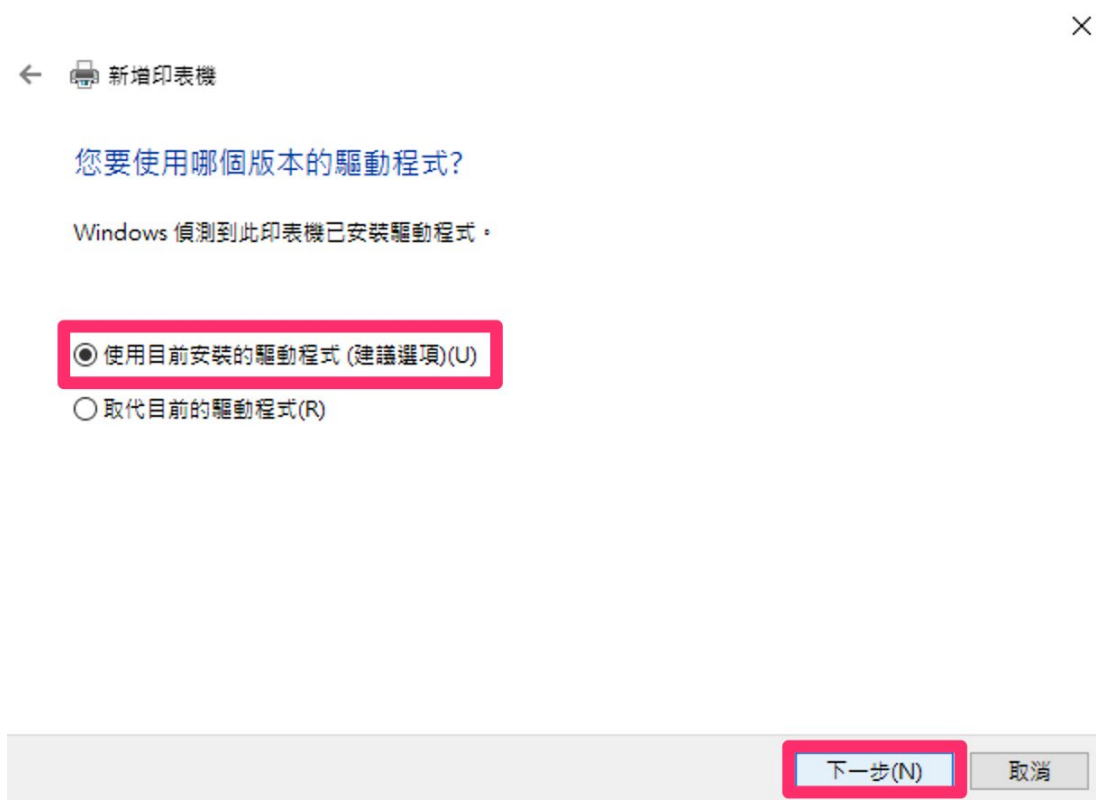 新增印表機
您要使用哪個版本的驅動程式?
Windows 偵測到此印表機已安裝驅動程式。
使用目前安裝的驅動程式 (建議選項)(U)
取代目前的驅動程式(R)
下一步(N)
取消